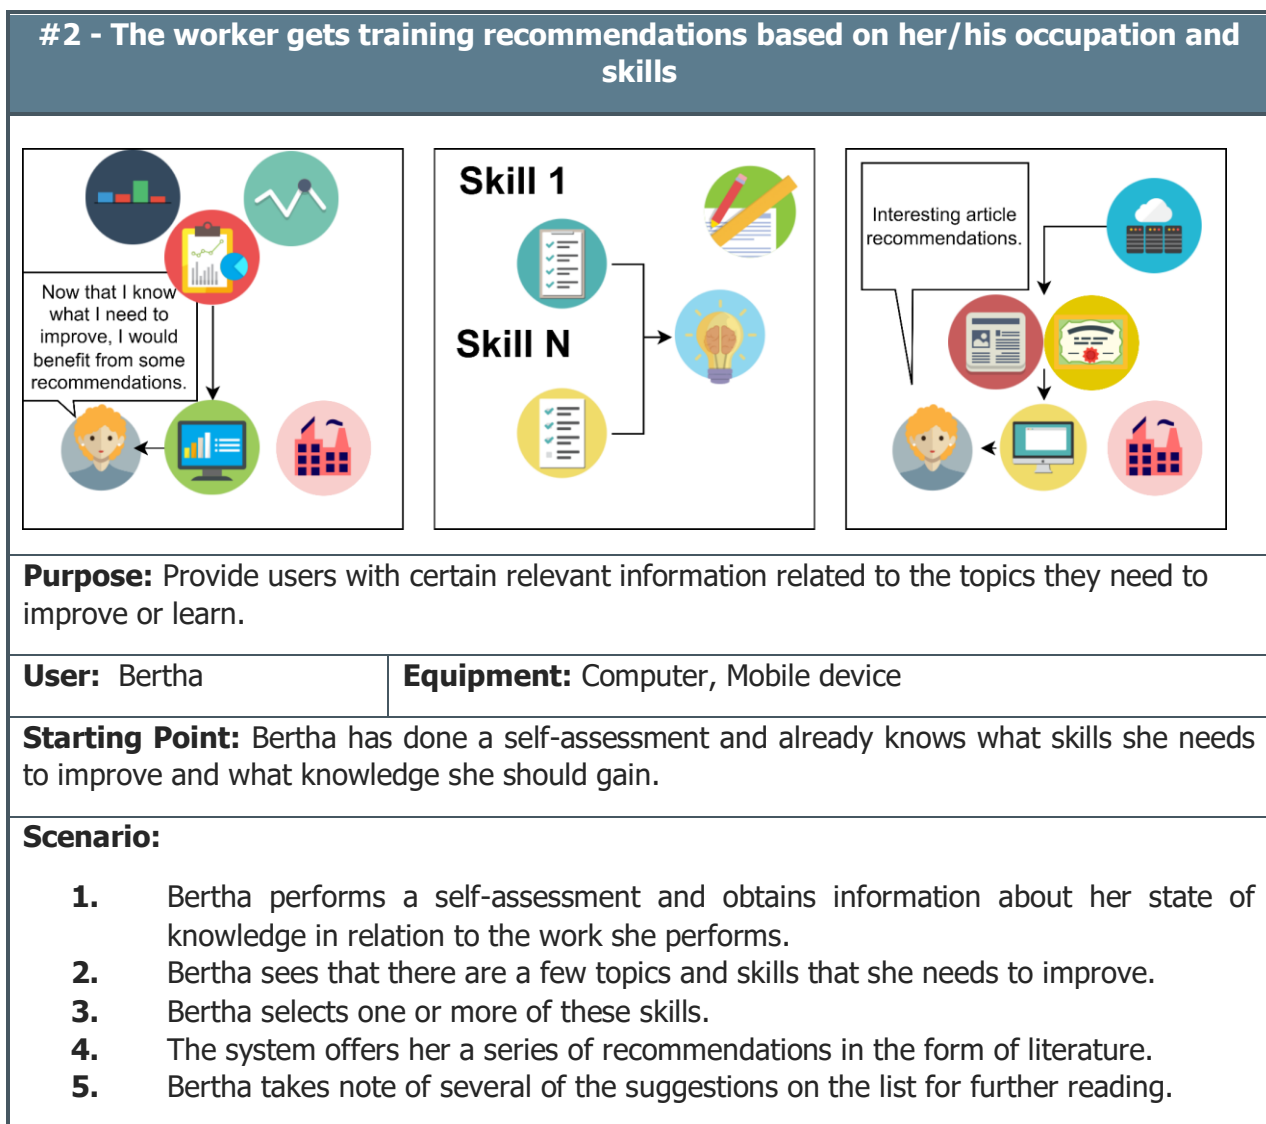 #2 - The worker gets training recommendations based on her/his occupation and
skills
Now that I know
what I need to
improve, I would
benefit from some
recommendations.
Skill 1
Skill N
Interesting article
recommendations.
Purpose: Provide users with certain relevant information related to the topics they need to
improve or learn.
User: Bertha
Equipment: Computer, Mobile device
Starting Point: Bertha has done a self-assessment and already knows what skills she needs
to improve and what knowledge she should gain.
Scenario:
1. Bertha performs a self-assessment and obtains information about her state of
knowledge in relation to the work she performs.
2. Bertha sees that there are a few topics and skills that she needs to improve.
3. Bertha selects one or more of these skills.
4. The system offers her a series of recommendations in the form of literature.
5. Bertha takes note of several of the suggestions on the list for further reading.